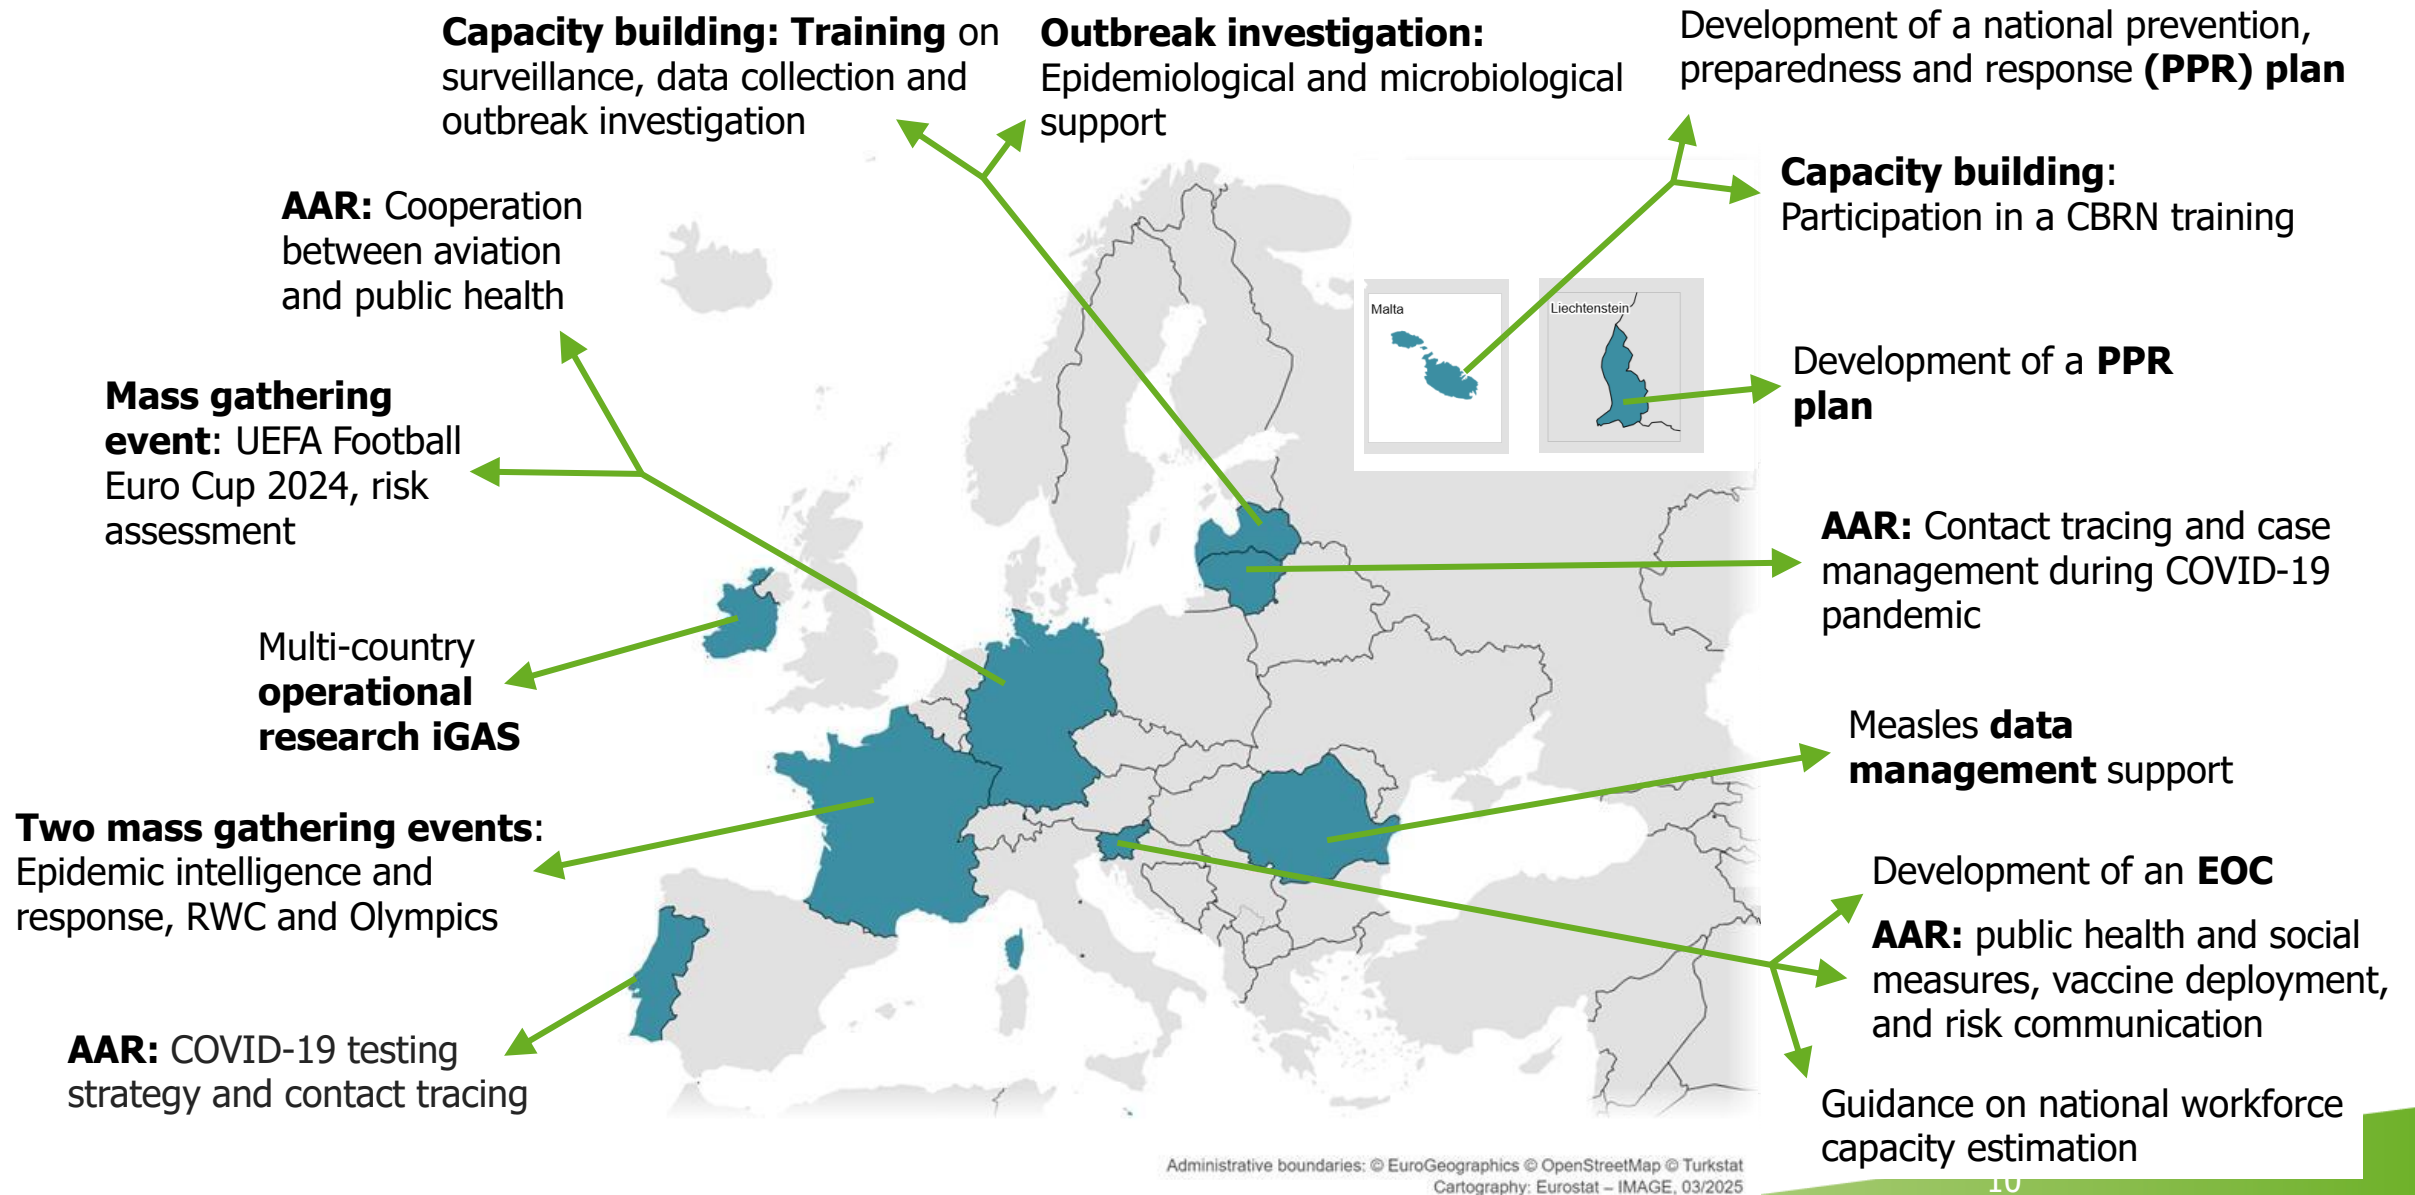 Capacity building: Training on
surveillance, data collection and
outbreak investigation
Outbreak investigation:
Epidemiological and microbiological
support
Development of a national prevention,
preparedness and response (PPR) plan
Capacity building:
Participation in a CBRN training
AAR: Cooperation
between aviation
and public health
Malta
Liechtenstein
Development of a PPR
plan
Mass gathering
event: UEFA Football
Euro Cup 2024, risk
assessment
AAR: Contact tracing and case
management during COVID-19
pandemic
Multi-country
operational
research iGAS
Measles data
management support
Two mass gathering events:
Epidemic intelligence and
response, RWC and Olympics
Development of an EOC
AAR: public health and social
measures, vaccine deployment,
and risk communication
AAR: COVID-19 testing
strategy and contact tracing
Guidance on national workforce
capacity estimation
Administrative boundaries: © EuroGeographics © OpenStreetMap © Turkstat
Cartography: Eurostat – IMAGE, 03/2025
10